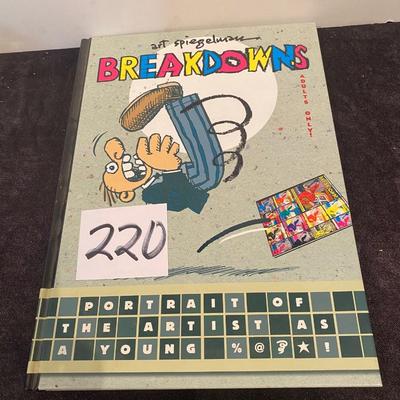 art spiegelman
BREAKDOWNS
ADULTS ONLY!
220
PORTRAIT OF
THE ARTIST AS
A YOUNG %@?*!